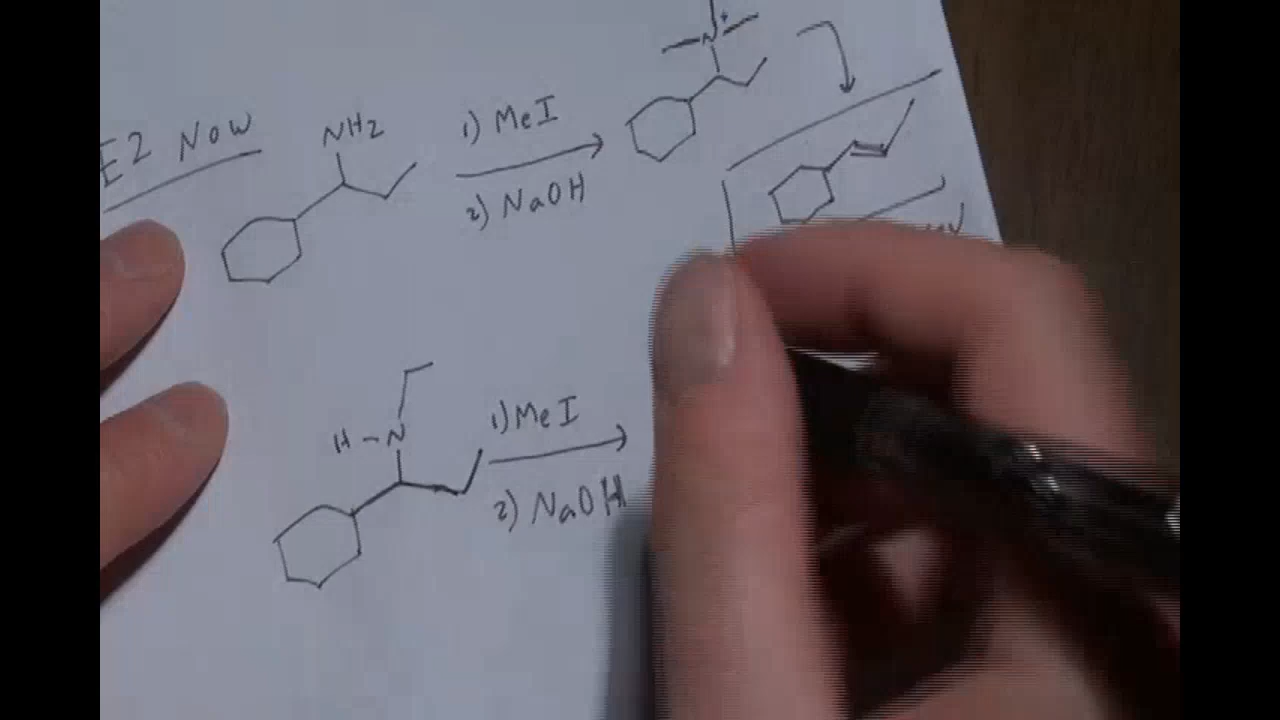 E2 NOW
NH2
1) MeI
2) NaOH
N+
H-N
1) MeI
2) NaOH